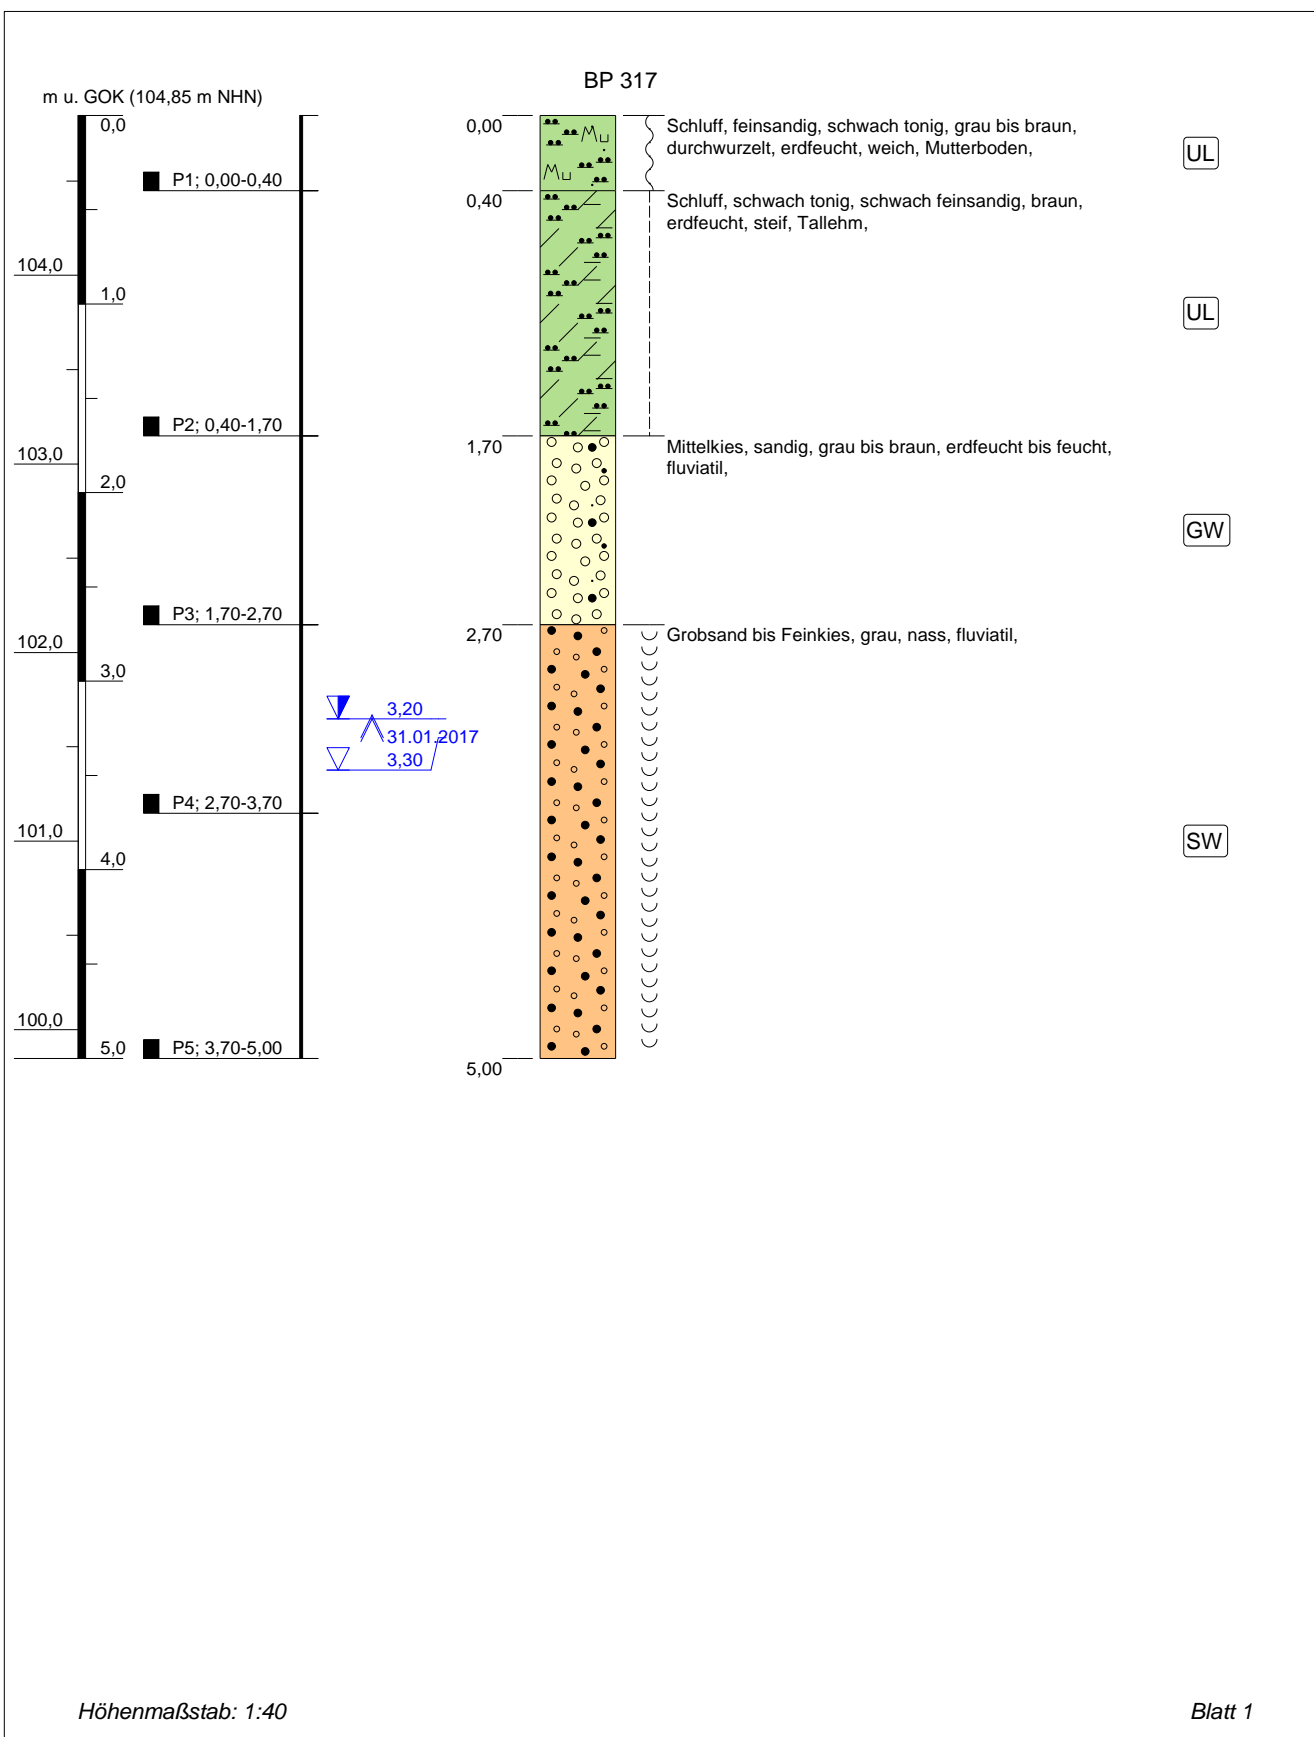 BP 317
m u. GOK (104,85 m NHN)
0,0
0,00
Schluff, feinsandig, schwach tonig, grau bis braun,
durchwurzelt, erdfeucht, weich, Mutterboden,
Mu
Mu
UL
P1; 0,00-0,40
0,40
Schluff, schwach tonig, schwach feinsandig, braun,
erdfeucht, steif, Tallehm,
104,0
1,0
UL
P2; 0,40-1,70
1,70
Mittelkies, sandig, grau bis braun, erdfeucht bis feucht,
fluviatil,
103,0
2,0
GW
P3; 1,70-2,70
2,70
Grobsand bis Feinkies, grau, nass, fluviatil,
102,0
3,0
3,20
31.01.2017
3,30
P4; 2,70-3,70
101,0
SW
4,0
100,0
5,0
P5; 3,70-5,00
5,00
Höhenmaßstab: 1:40
Blatt 1